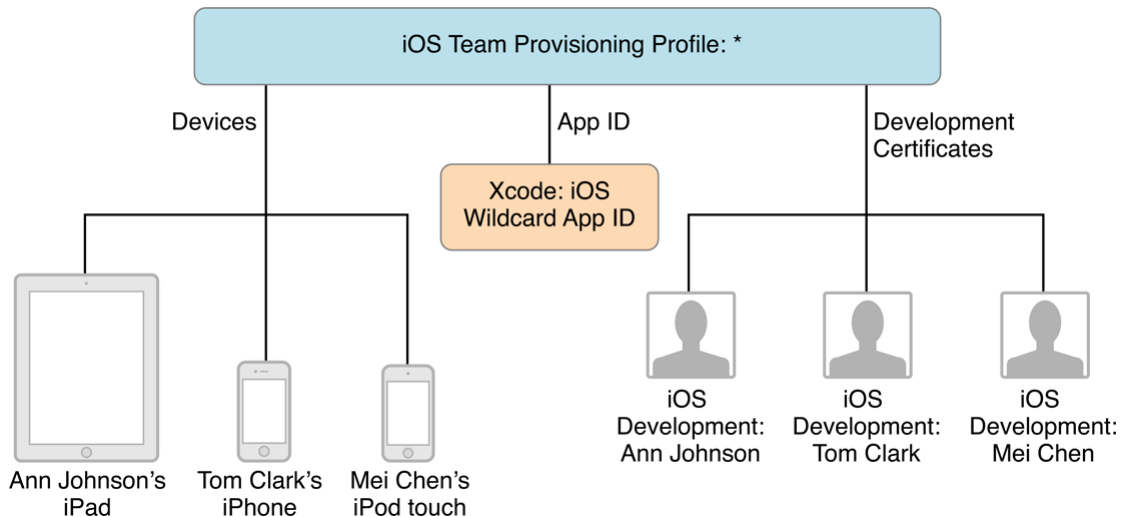 iOS Team Provisioning Profile: *
Devices
App ID
Development
Certificates
Xcode: iOS
Wildcard App ID
Ann Johnson’s
iPad
Tom Clark’s
iPhone
Mei Chen’s
iPod touch
iOS
Development:
Ann Johnson
iOS
Development:
Tom Clark
iOS
Development:
Mei Chen